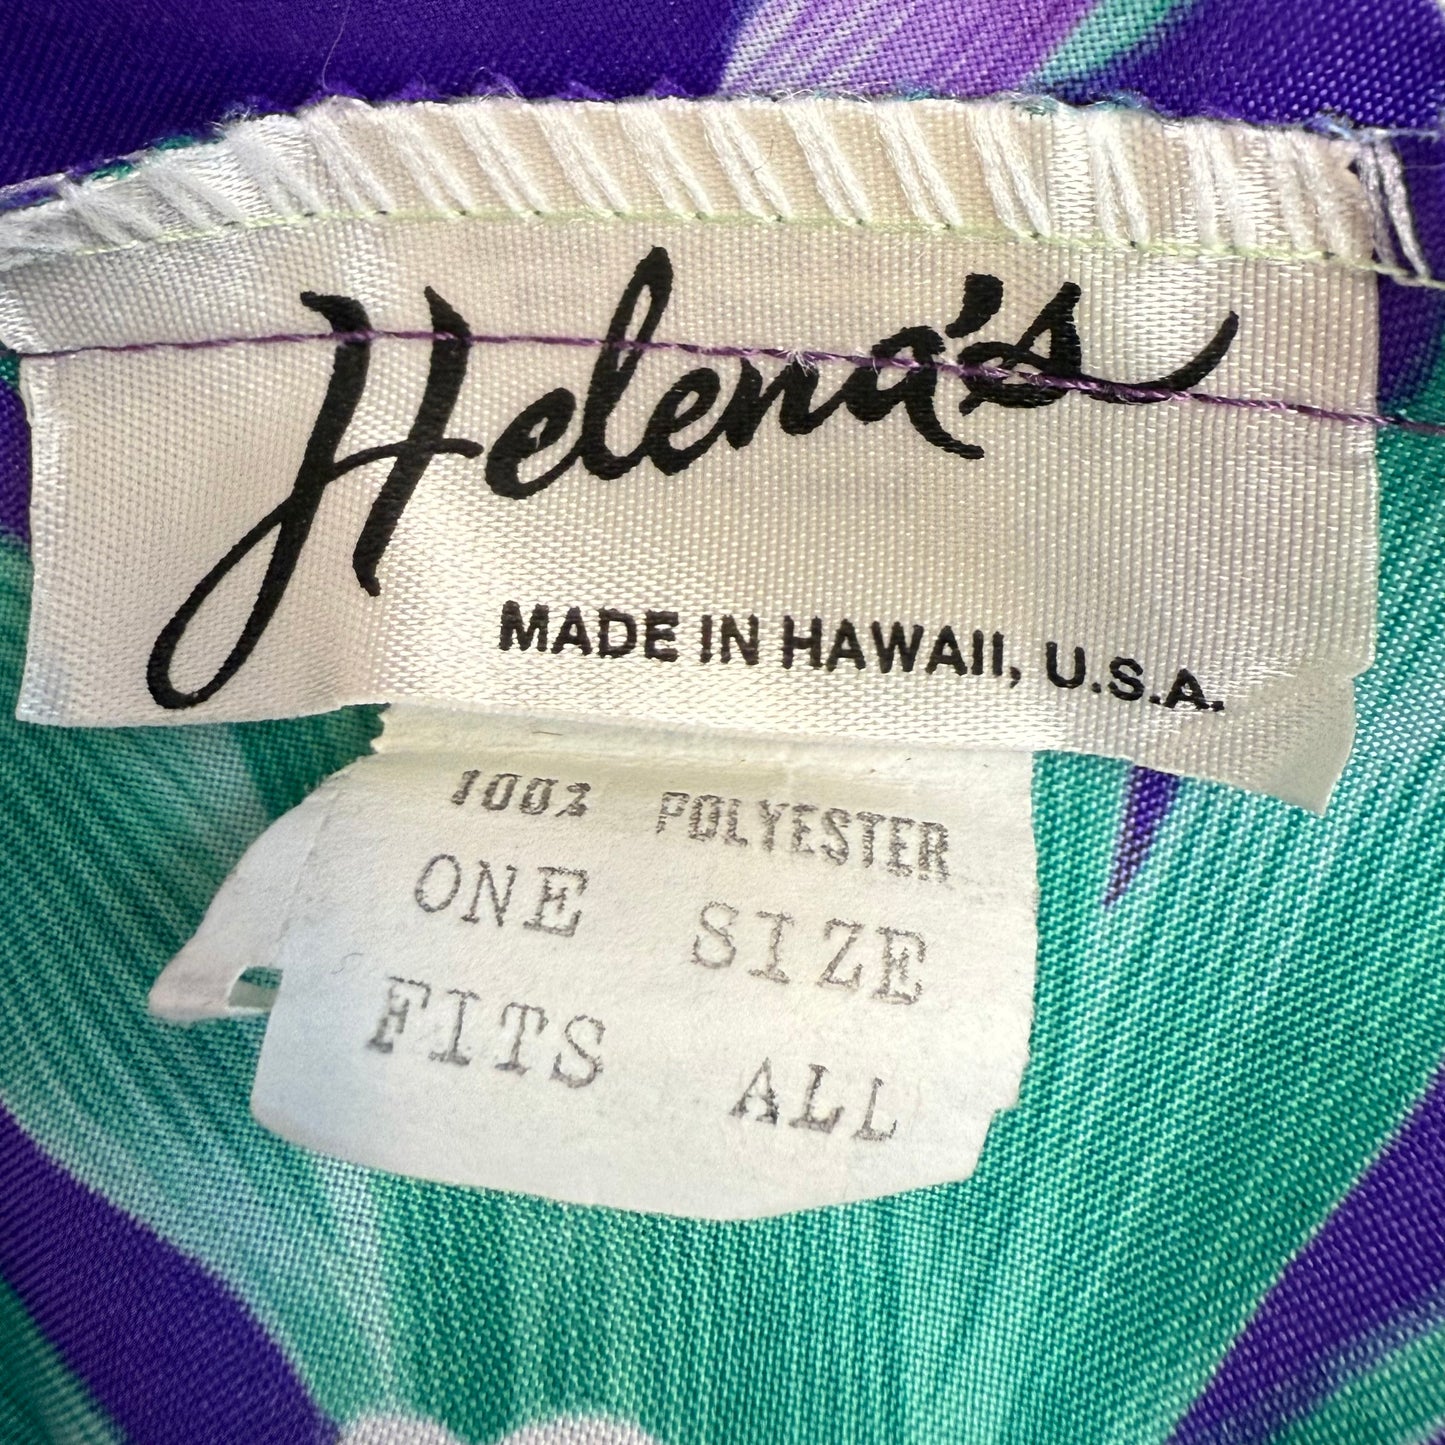 Helena's
MADE IN HAWAII, U.S.A.
100% POLYESTER
ONE SIZE
FITS ALL